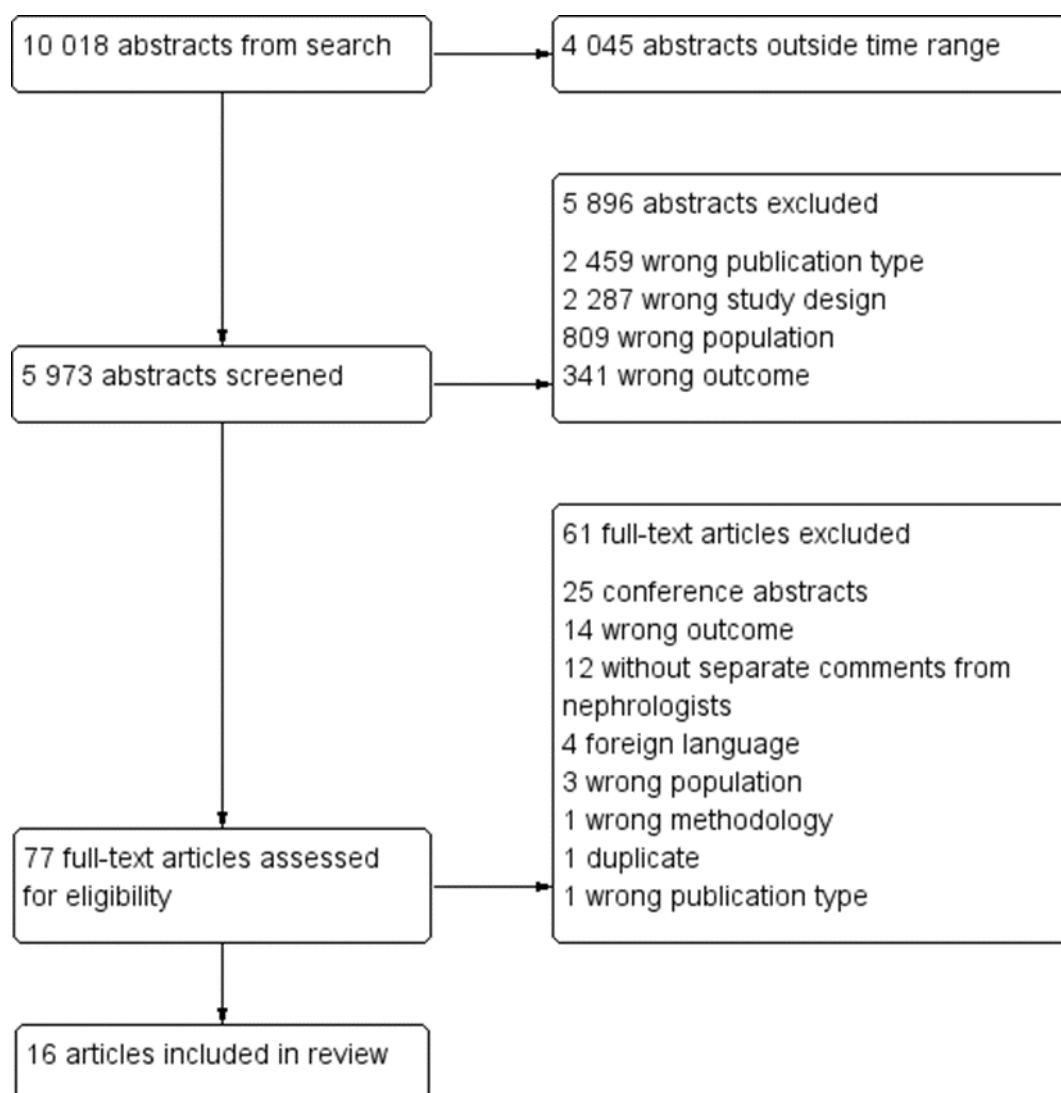 10 018 abstracts from search
4 045 abstracts outside time range
5 896 abstracts excluded
2 459 wrong publication type
2 287 wrong study design
809 wrong population
341 wrong outcome
5 973 abstracts screened
61 full-text articles excluded
25 conference abstracts
14 wrong outcome
12 without separate comments from
nephrologists
4 foreign language
3 wrong population
1 wrong methodology
1 duplicate
1 wrong publication type
77 full-text articles assessed
for eligibility
16 articles included in review